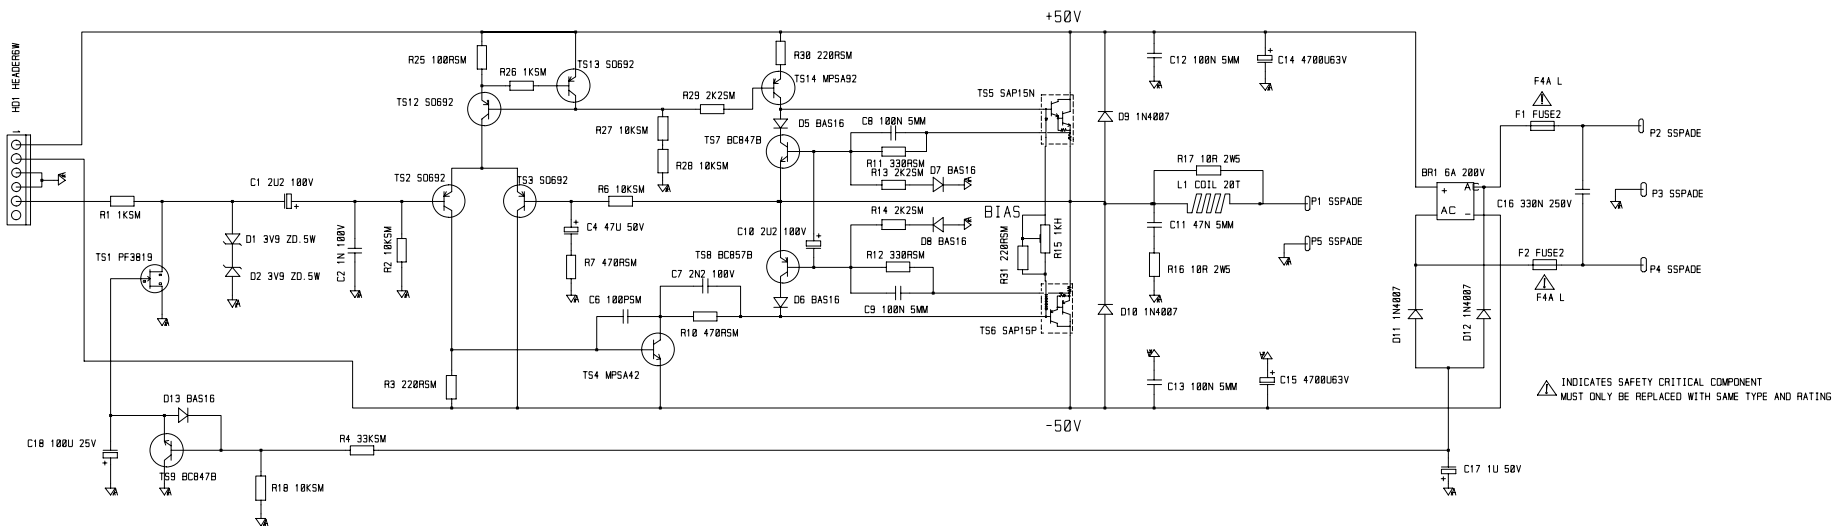 +50V
HD1 HEADER6W
1
R25 100RSM
R26 1KSM
TS13 SO692
TS12 SO692
R30 220RSM
TS14 MPSA92
R29 2K2SM
D5 BAS16
TS7 BC847B
R27 10KSM
R28 10KSM
C8 100N 5MM
R11 330RSM
R13 2K2SM
D7 BAS16
TS5 SAP15N
D9 1N4007
C12 100N 5MM
C14 4700U63V
F4A L
F1 FUSE2
P2 SSPADE
R17 10R 2W5
L1 COIL 20T
BR1 6A 200V
+
AC
AC
-
C16 330N 250V
P3 SSPADE
P1 SSPADE
P5 SSPADE
C1 2U2 100V
R1 1KSM
TS2 SO692
TS3 SO692
R6 10KSM
C4 47U 50V
R7 470RSM
R14 2K2SM
D8 BAS16
BIAS
R15 1KH
R31 220RSM
C11 47N 5MM
R16 10R 2W5
C10 2U2 100V
TS8 BC857B
R12 330RSM
C9 100N 5MM
D6 BAS16
C7 2N2 100V
C6 100PSM
R10 470RSM
TS4 MPSA42
TS6 SAP15P
D10 1N4007
D1 3V9 ZD.5W
D2 3V9 ZD.5W
C2 1N 100V
R2 10KSM
TS1 PF3819
F2 FUSE2
F4A L
P4 SSPADE
D11 1N4007
D12 1N4007
R3 220RSM
C13 100N 5MM
C15 4700U63V
-50V
INDICATES SAFETY CRITICAL COMPONENT
MUST ONLY BE REPLACED WITH SAME TYPE AND RATING
D13 BAS16
C18 100U 25V
TS9 BC847B
R4 33KSM
R18 10KSM
C17 1U 50V